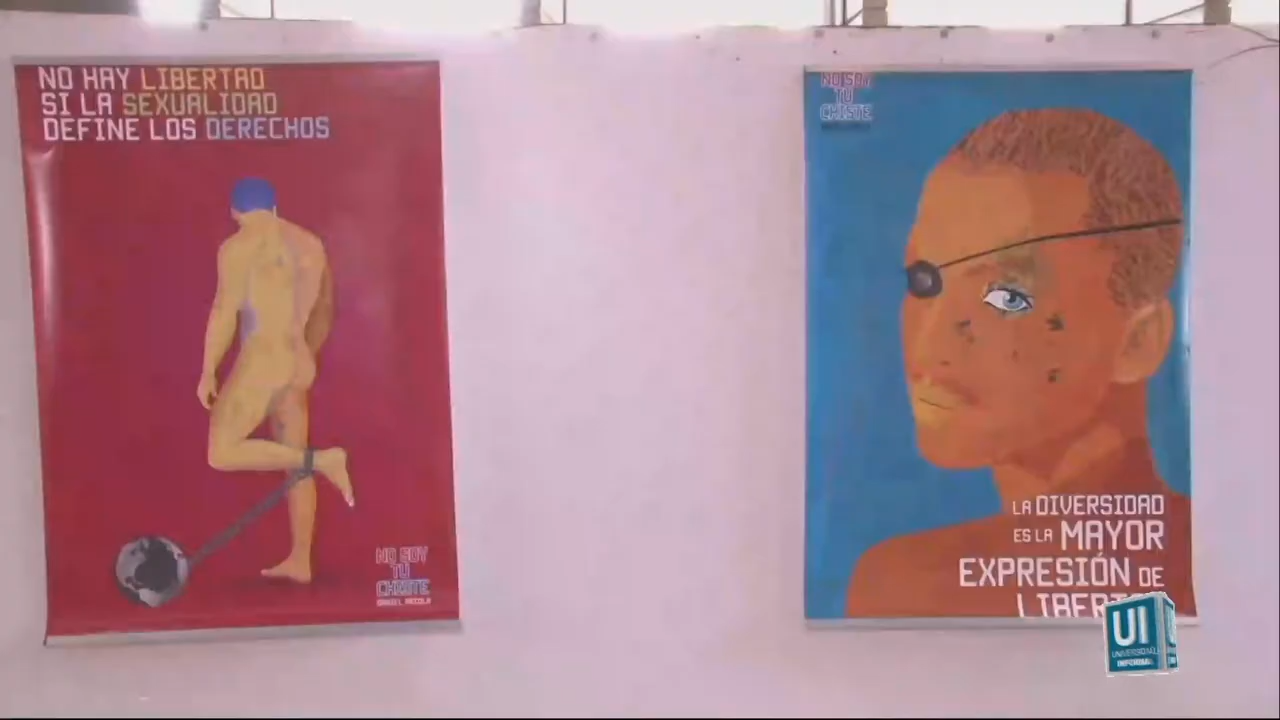 NO HAY LIBERTAD
SI LA SEXUALIDAD
DEFINE LOS DERECHOS
NO SOY
TU
CHISTE
NO SOY
TU
CHISTE
LA DIVERSIDAD
ES LA MAYOR
EXPRESIÓN DE
UI
INFORMA